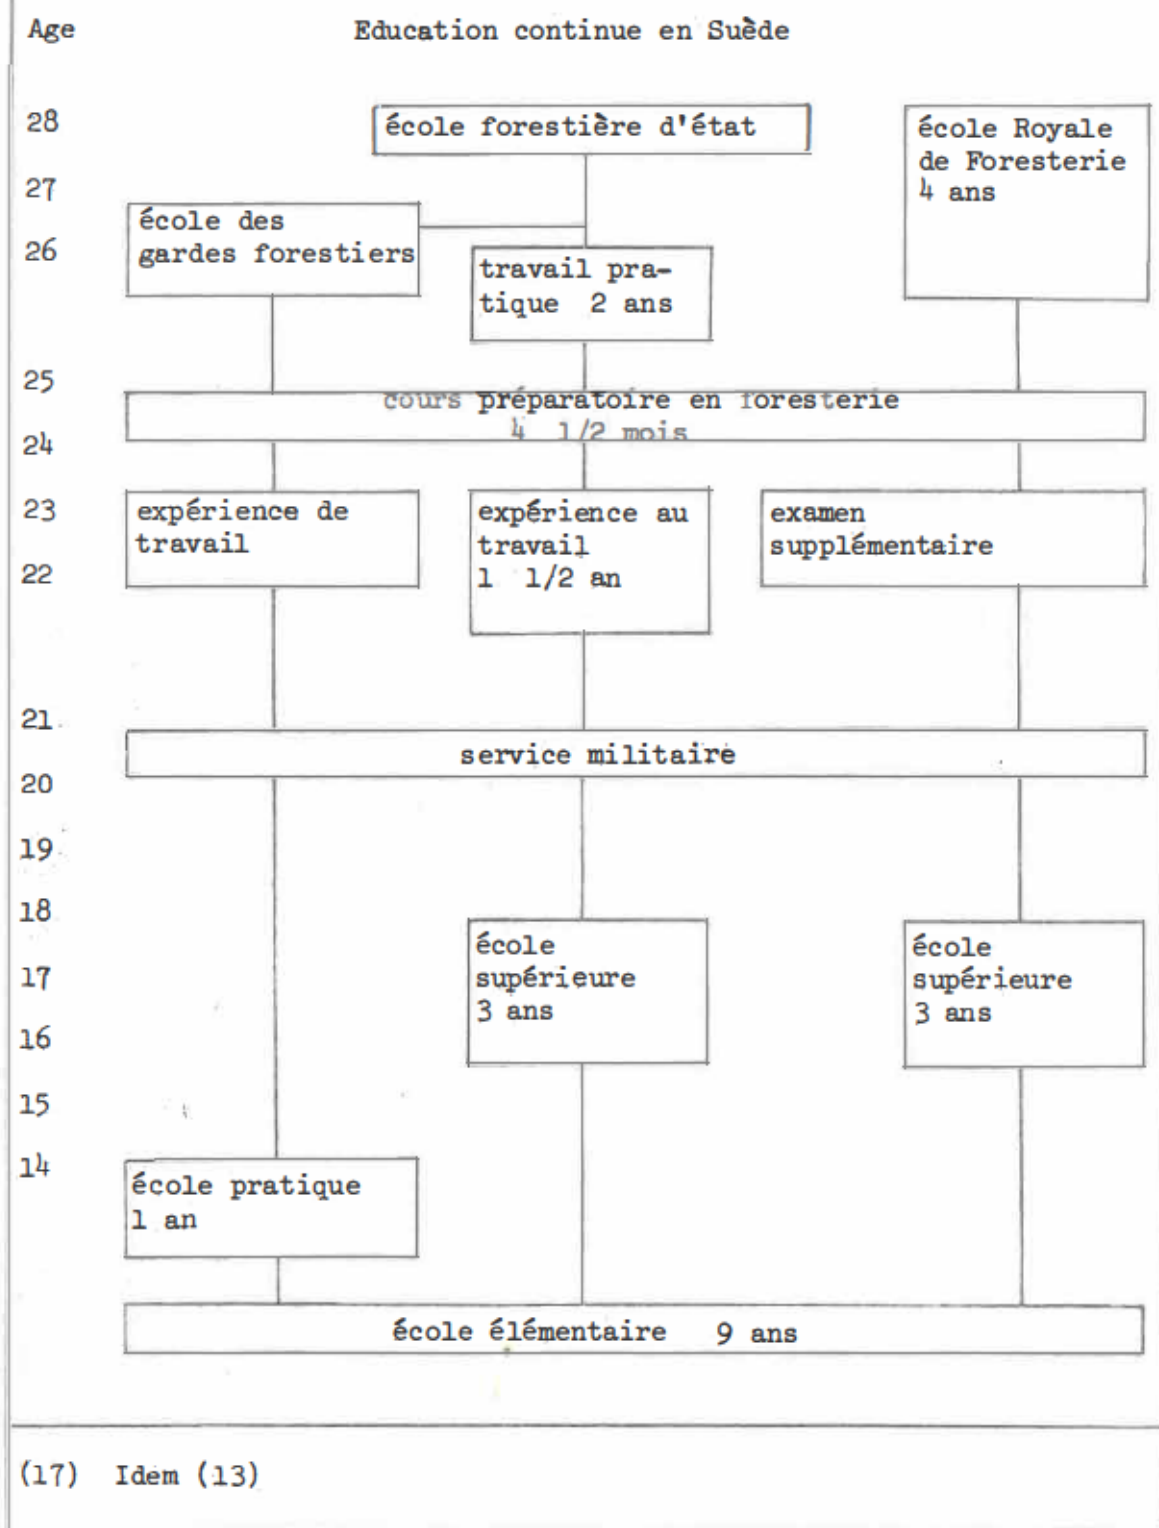 Age Education continue en Suède
28
école forestière d'état
école Royale
de Foresterie
4 ans
27
école des
gardes forestiers
26
travail pra-
tique 2 ans
25
cours préparatoire en foresterie
4 1/2 mois
24
23
expérience de
travail
expérience au
travail
1 1/2 an
examen
supplémentaire
22
21
service militaire
20
19
18
école
supérieure
3 ans
école
supérieure
3 ans
17
16
15
14
école pratique
1 an
école élémentaire 9 ans
(17) Idem (13)